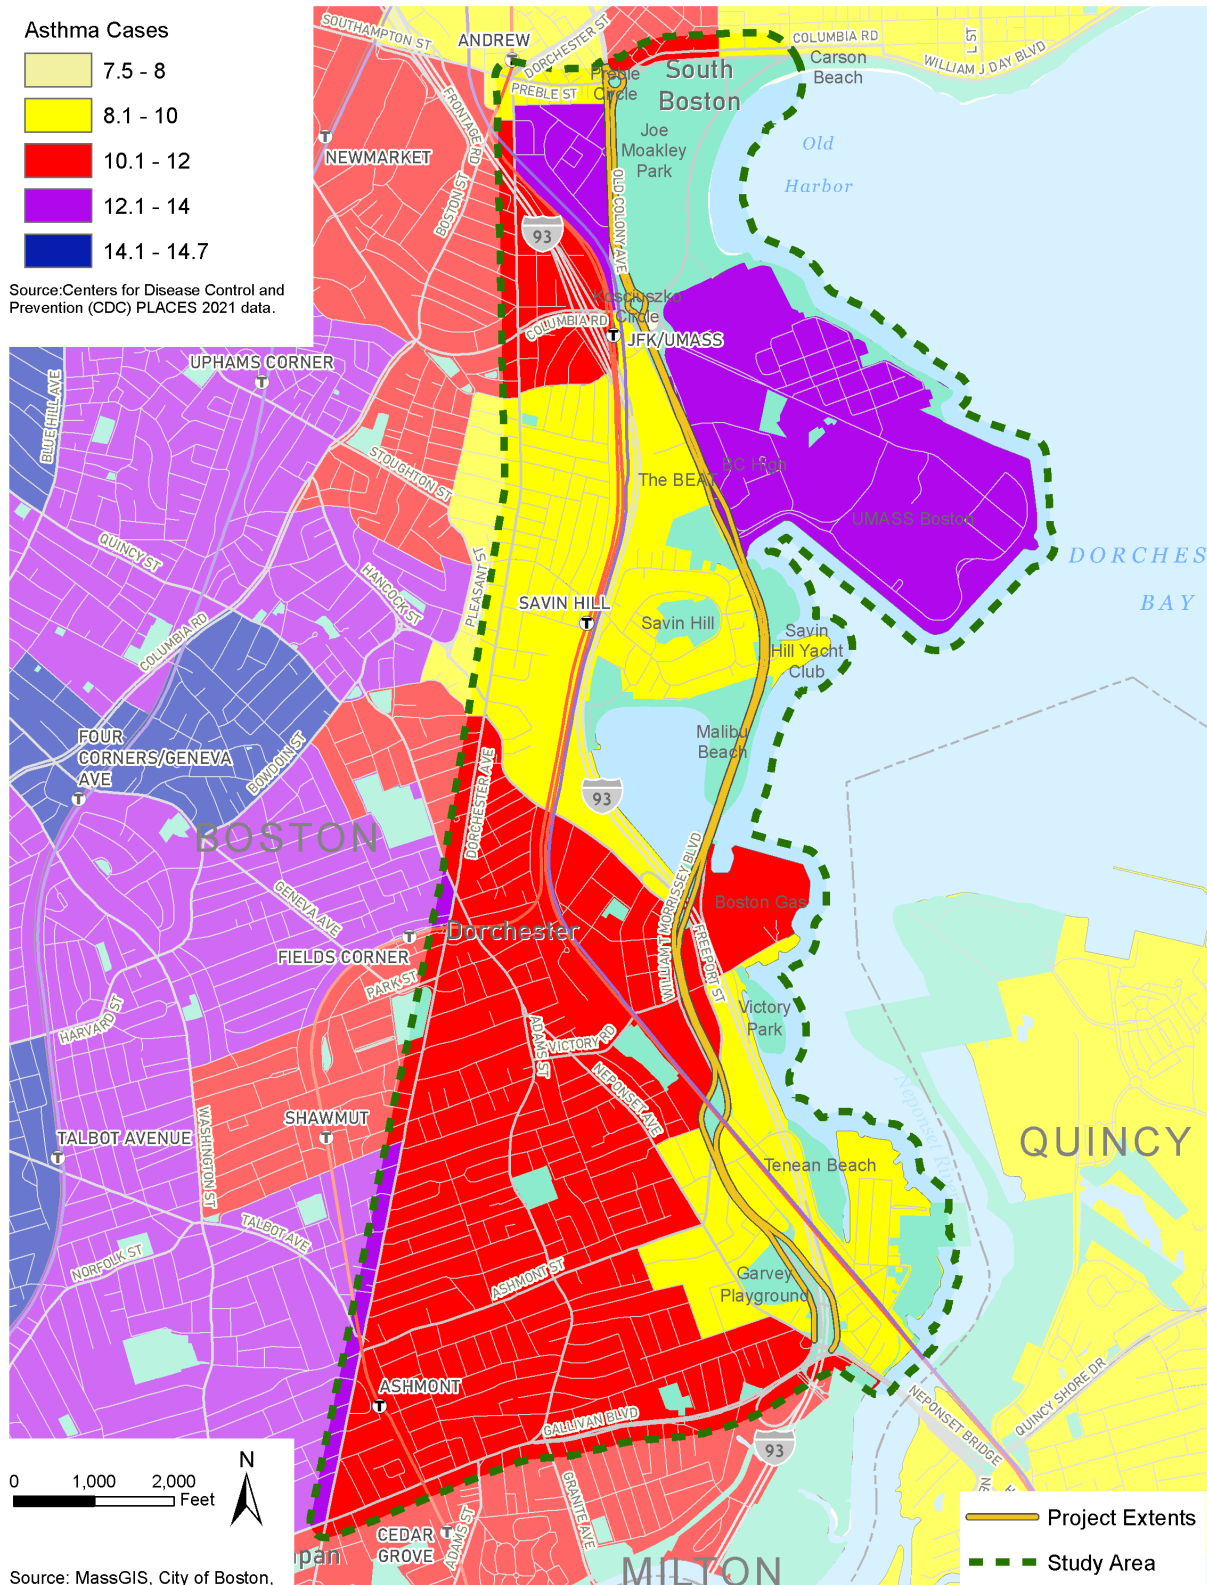 Asthma Cases
7.5 - 8
8.1 - 10
10.1 - 12
12.1 - 14
14.1 - 14.7
Source:Centers for Disease Control and
Prevention (CDC) PLACES 2021 data.
SOUTHAMPTON ST
ANDREW
DORCHESTER ST
COLUMBIA RD
L ST
WILLIAM J DAY BLVD
Carson
Beach
South
Boston
Preble
Circle
PREBLE ST
FRONTAGE RD
NEWMARKET
Joe
Moakley
Park
Old
Harbor
BOSTON ST
OLD COLONY AVE
93
Kosciuszko
Circle
COLUMBIA RD
JFK/UMASS
UPHAMS CORNER
BLUE HILL AVE
STOUGHTON ST
The BEAT
BC High
UMASS Boston
QUINCY ST
DORCHES
BAY
HANCOCK ST
PLEASANT ST
SAVIN HILL
Savin Hill
Savin
Hill Yacht
Club
COLUMBIA RD
FOUR
CORNERS/GENEVA
AVE
BOWDOIN ST
Malibu
Beach
93
DORCHESTER AVE
BOSTON
WILLIAM T MORRISSEY BLVD
GENEVA AVE
Boston Gas
Dorchester
FIELDS CORNER
PARK ST
FREEPORT ST
HARVARD ST
Victory
Park
ADAMS ST
VICTORY RD
NEPONSET AVE
Neponset River
SHAWMUT
TALBOT AVENUE
WASHINGTON ST
QUINCY
Tenean Beach
TALBOT AVE
NORFOLK ST
ASHMONT ST
Garvey
Playground
ASHMONT
QUINCY SHORE DR
NEPONSET BRIDGE
GALLIVAN BLVD
93
N
0 1,000 2,000
Feet
GRANITE AVE
ADAMS ST
CEDAR
GROVE
pan
MILTON
Project Extents
Study Area
Source: MassGIS, City of Boston,